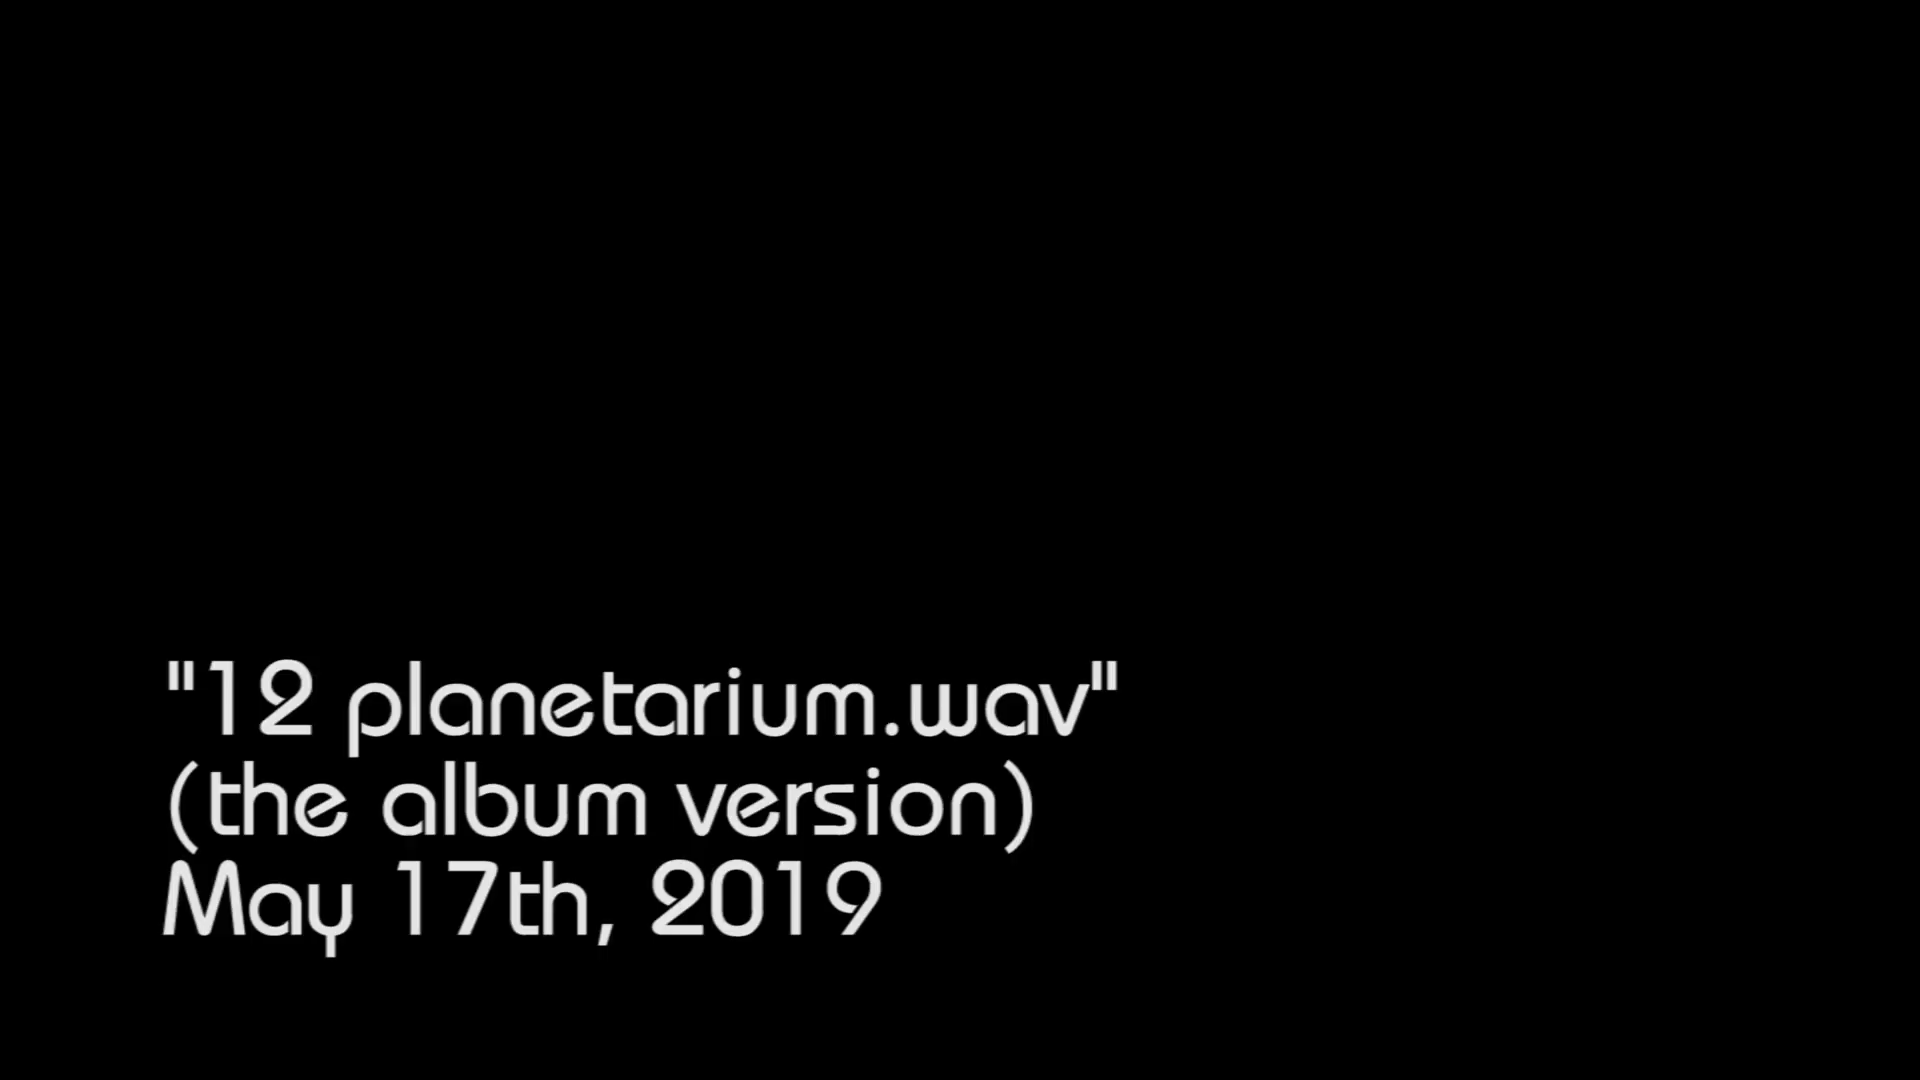 "12 planetarium.wav"
(the album version)
May 17th, 2019